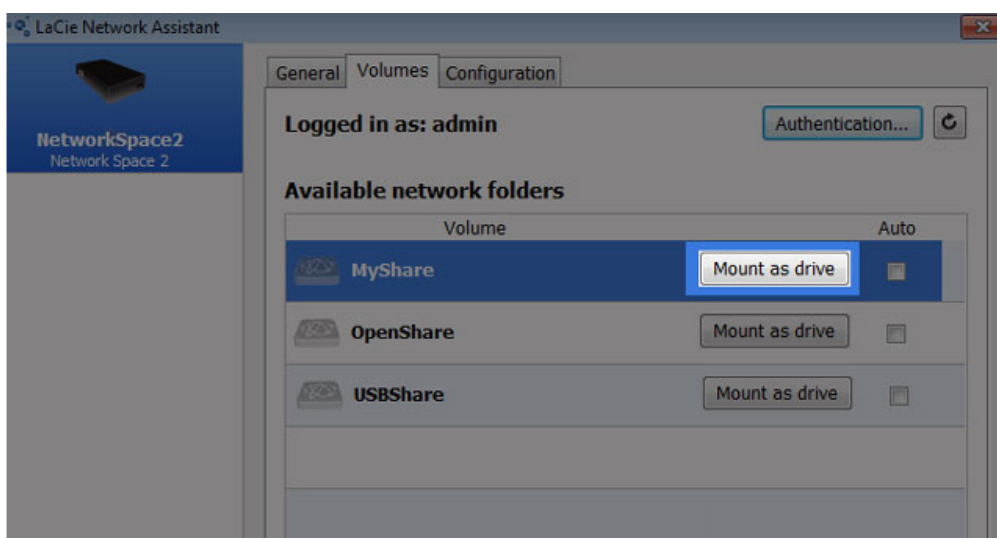 LaCie Network Assistant
General Volumes Configuration
NetworkSpace2
Network Space 2
Logged in as: admin Authentication...
Available network folders
Volume Auto
MyShare Mount as drive
OpenShare Mount as drive
USBShare Mount as drive